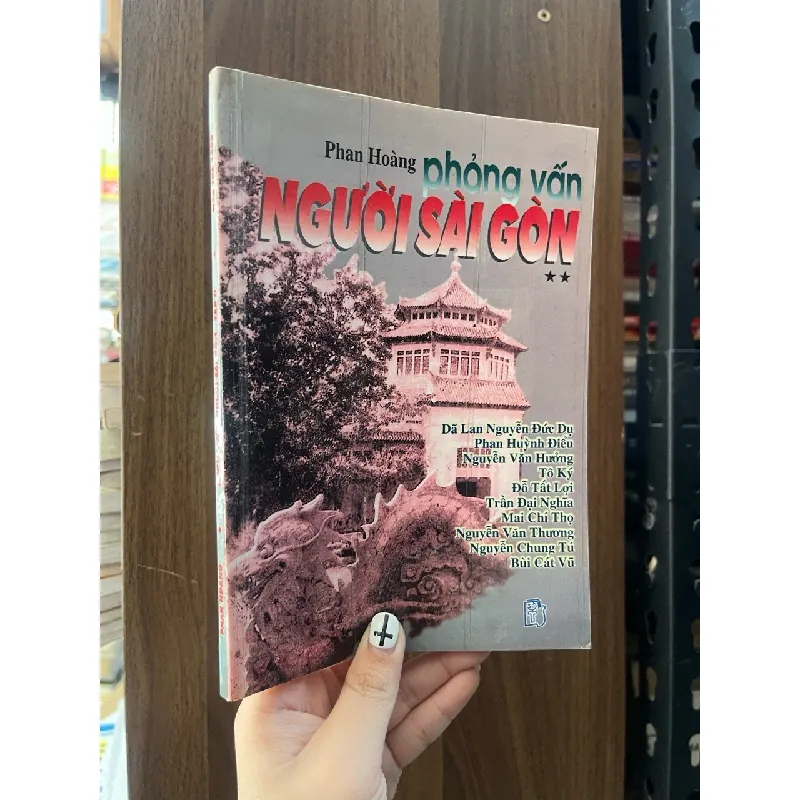 Phan Hoàng phỏng vấn
NGƯỜI SÀI GÒN
★★
Dã Lan Nguyễn Đức Dụ
Phan Huỳnh Điểu
Nguyễn Văn Hưởng
Tô Ký
Đỗ Tất Lợi
Trần Đại Nghĩa
Mai Chí Thọ
Nguyễn Văn Thương
Nguyễn Chung Tú
Bùi Cát Vũ
PHAN HOÀNG